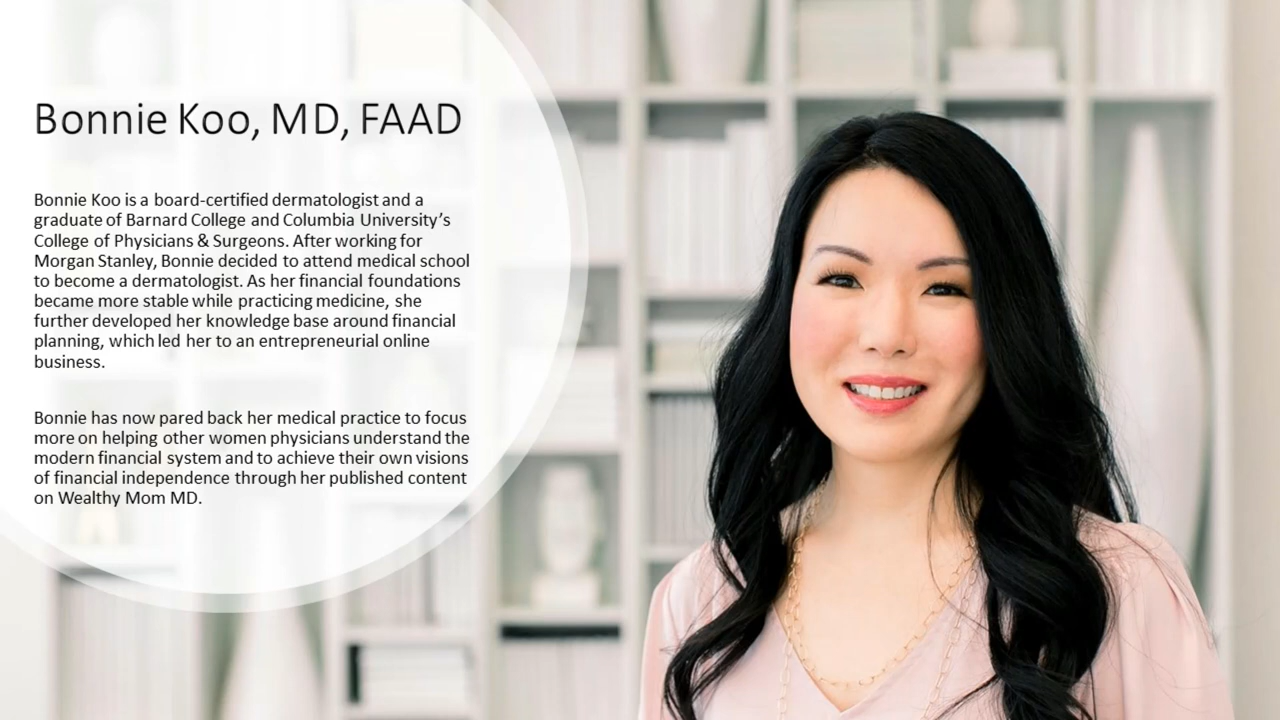 Bonnie Koo, MD, FAAD
Bonnie Koo is a board-certified dermatologist and a
graduate of Barnard College and Columbia University’s
College of Physicians & Surgeons. After working for
Morgan Stanley, Bonnie decided to attend medical school
to become a dermatologist. As her financial foundations
became more stable while practicing medicine, she
further developed her knowledge base around financial
planning, which led her to an entrepreneurial online
business.
Bonnie has now pared back her medical practice to focus
more on helping other women physicians understand the
modern financial system and to achieve their own visions
of financial independence through her published content
on Wealthy Mom MD.